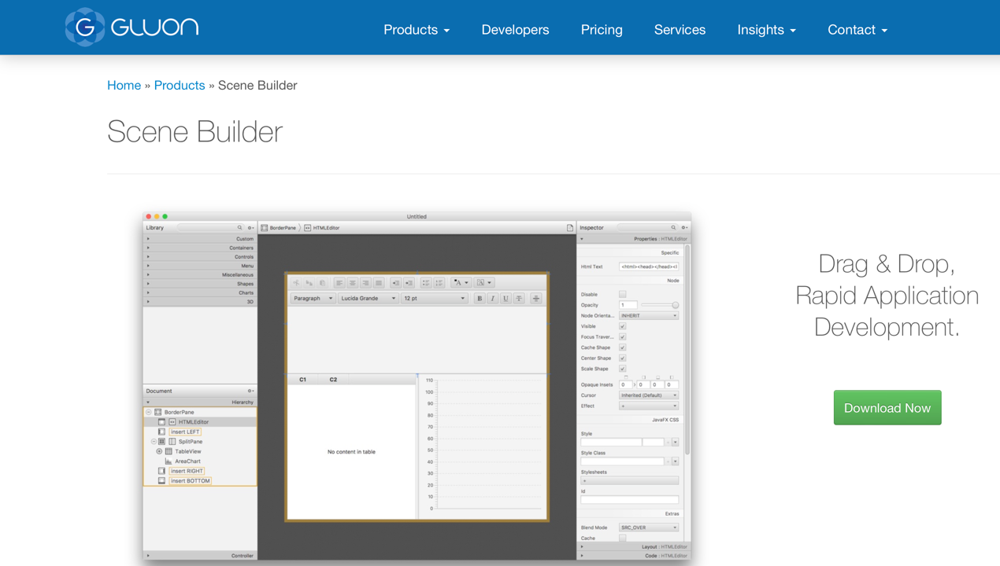 GLUON
Products
Developers
Pricing
Services
Insights
Contact
Home » Products » Scene Builder
Scene Builder
Untitled
Library
Custom
Containers
Controls
Menu
Miscellaneous
Shapes
Charts
3D
Document
Hierarchy
BorderPane
HTMLEditor
insert LEFT
SplitPane
TableView
AreaChart
insert RIGHT
insert BOTTOM
Controller
BorderPane HTMLEditor
Paragraph Lucida Grande 12 pt B I U T
C1 C2
No content in table
110
100
90
80
70
60
50
40
30
20
10
0
Inspector
Properties : HTMLEditor
Specific
Html Text <html><head></head><l
Node
Disable
Opacity 1
Node Orienta... INHERIT
Visible
Focus Traver...
Cache Shape
Center Shape
Scale Shape
Opaque Insets 0 0 0 0
Cursor Inherited (Default)
Effect +
JavaFX CSS
Style
Style Class
Stylesheets
+
Id
Extras
Blend Mode SRC_OVER
Cache
Layout : HTMLEditor
Code : HTMLEditor
Drag & Drop,
Rapid Application
Development.
Download Now